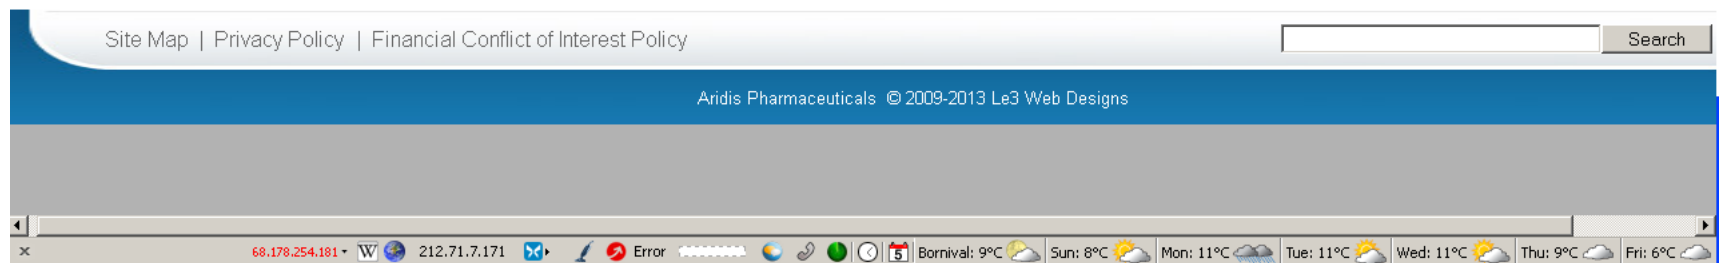 Site Map | Privacy Policy | Financial Conflict of Interest Policy Search
Aridis Pharmaceuticals © 2009-2013 Le3 Web Designs
68.178.254.181 W 212.71.7.171 Error 5 Bornival: 9°C Sun: 8°C Mon: 11°C Tue: 11°C Wed: 11°C Thu: 9°C Fri: 6°C